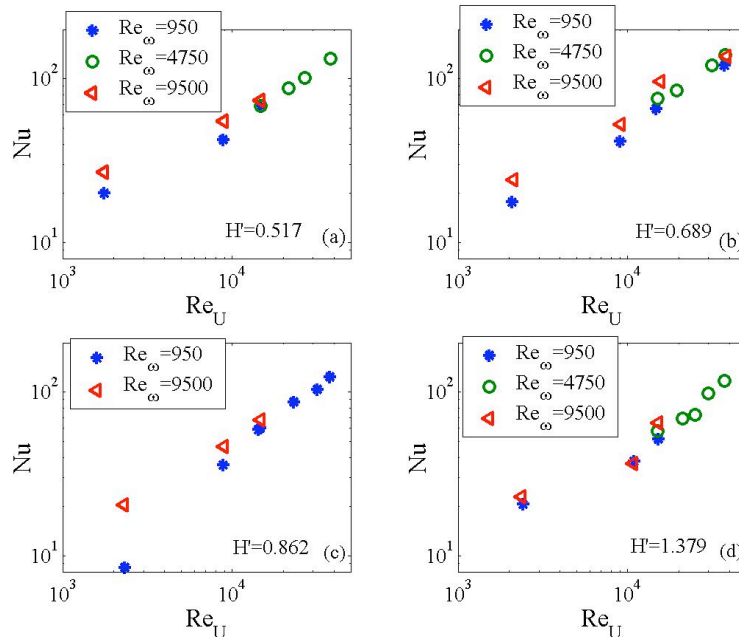 Re_ω=950
Re_ω=4750
Re_ω=9500
10^2
10^1
Nu
H'=0.517
(a)
10^3
10^4
Re_U
Re_ω=950
Re_ω=4750
Re_ω=9500
10^2
10^1
Nu
H'=0.689
(b)
10^3
10^4
Re_U
Re_ω=950
Re_ω=9500
10^2
10^1
Nu
H'=0.862
(c)
10^3
10^4
Re_U
Re_ω=950
Re_ω=4750
Re_ω=9500
10^2
10^1
Nu
H'=1.379
(d)
10^3
10^4
Re_U